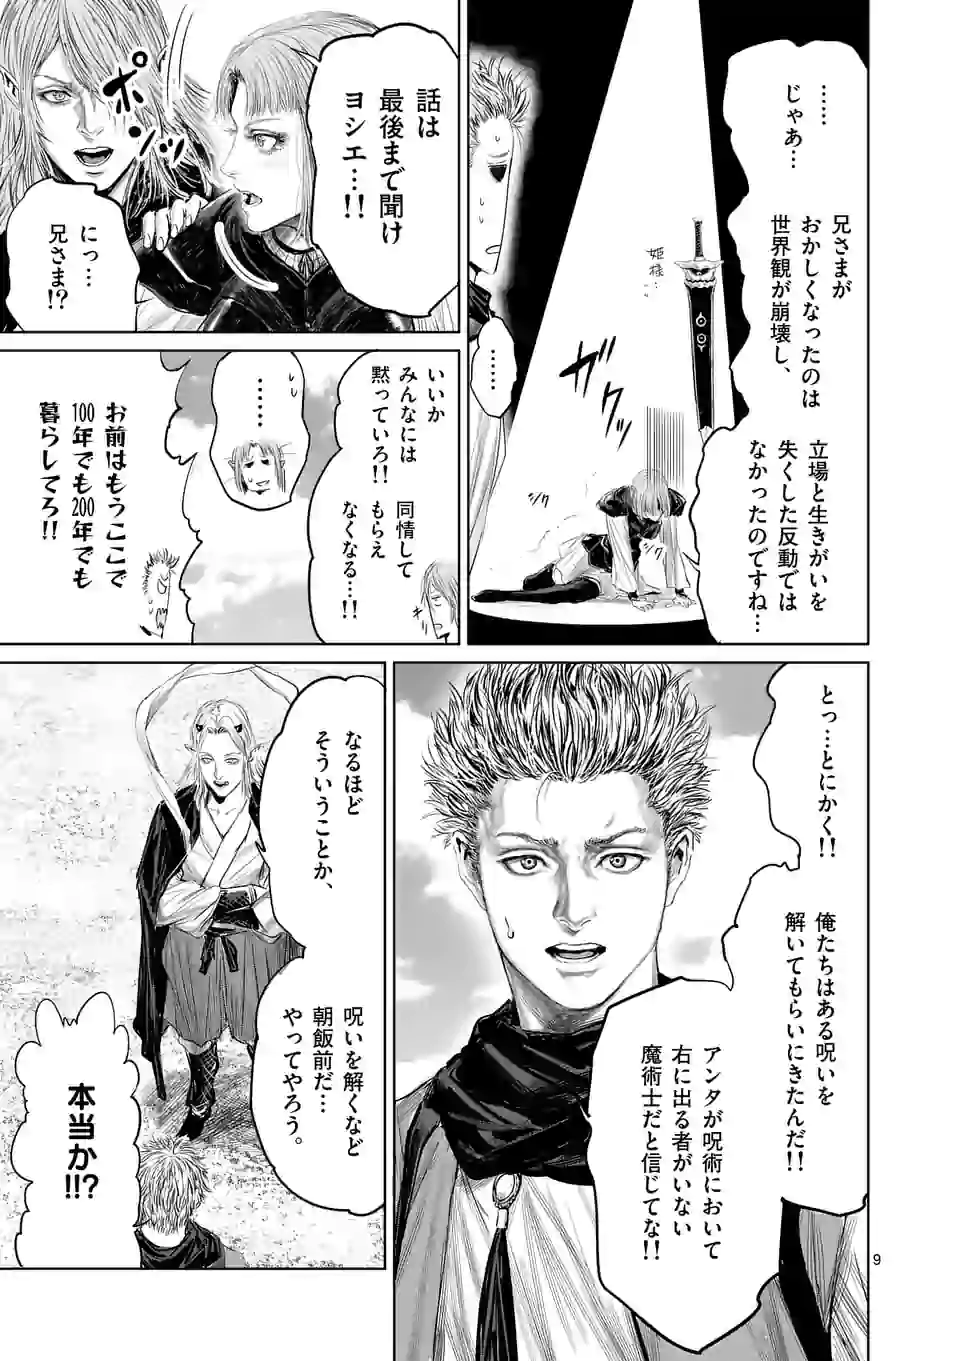 ……
じゃあ…
兄さまが
おかしくなったのは
世界観が崩壊し、
立場と生きがいを
失くした反動では
なかったのですね…
姫様…
ガクッ
……
話は
最後まで聞け
ヨシエ…!!
ポンッ
にっ…
兄さま!?
いいか
みんなには
黙っていろ!!
同情して
もらえ
なくなる…!!
……
お前はもうここで
100年でも200年でも
暮らしてろ!!
とっ…とにかく!!
俺たちはある呪いを
解いてもらいにきたんだ!!
アンタが呪術において
右に出る者がいない
魔術士だと信じてな!!
なるほど
そういうことか、
呪いを解くなど
朝飯前だ…
やってやろう。
本当か!!?
9